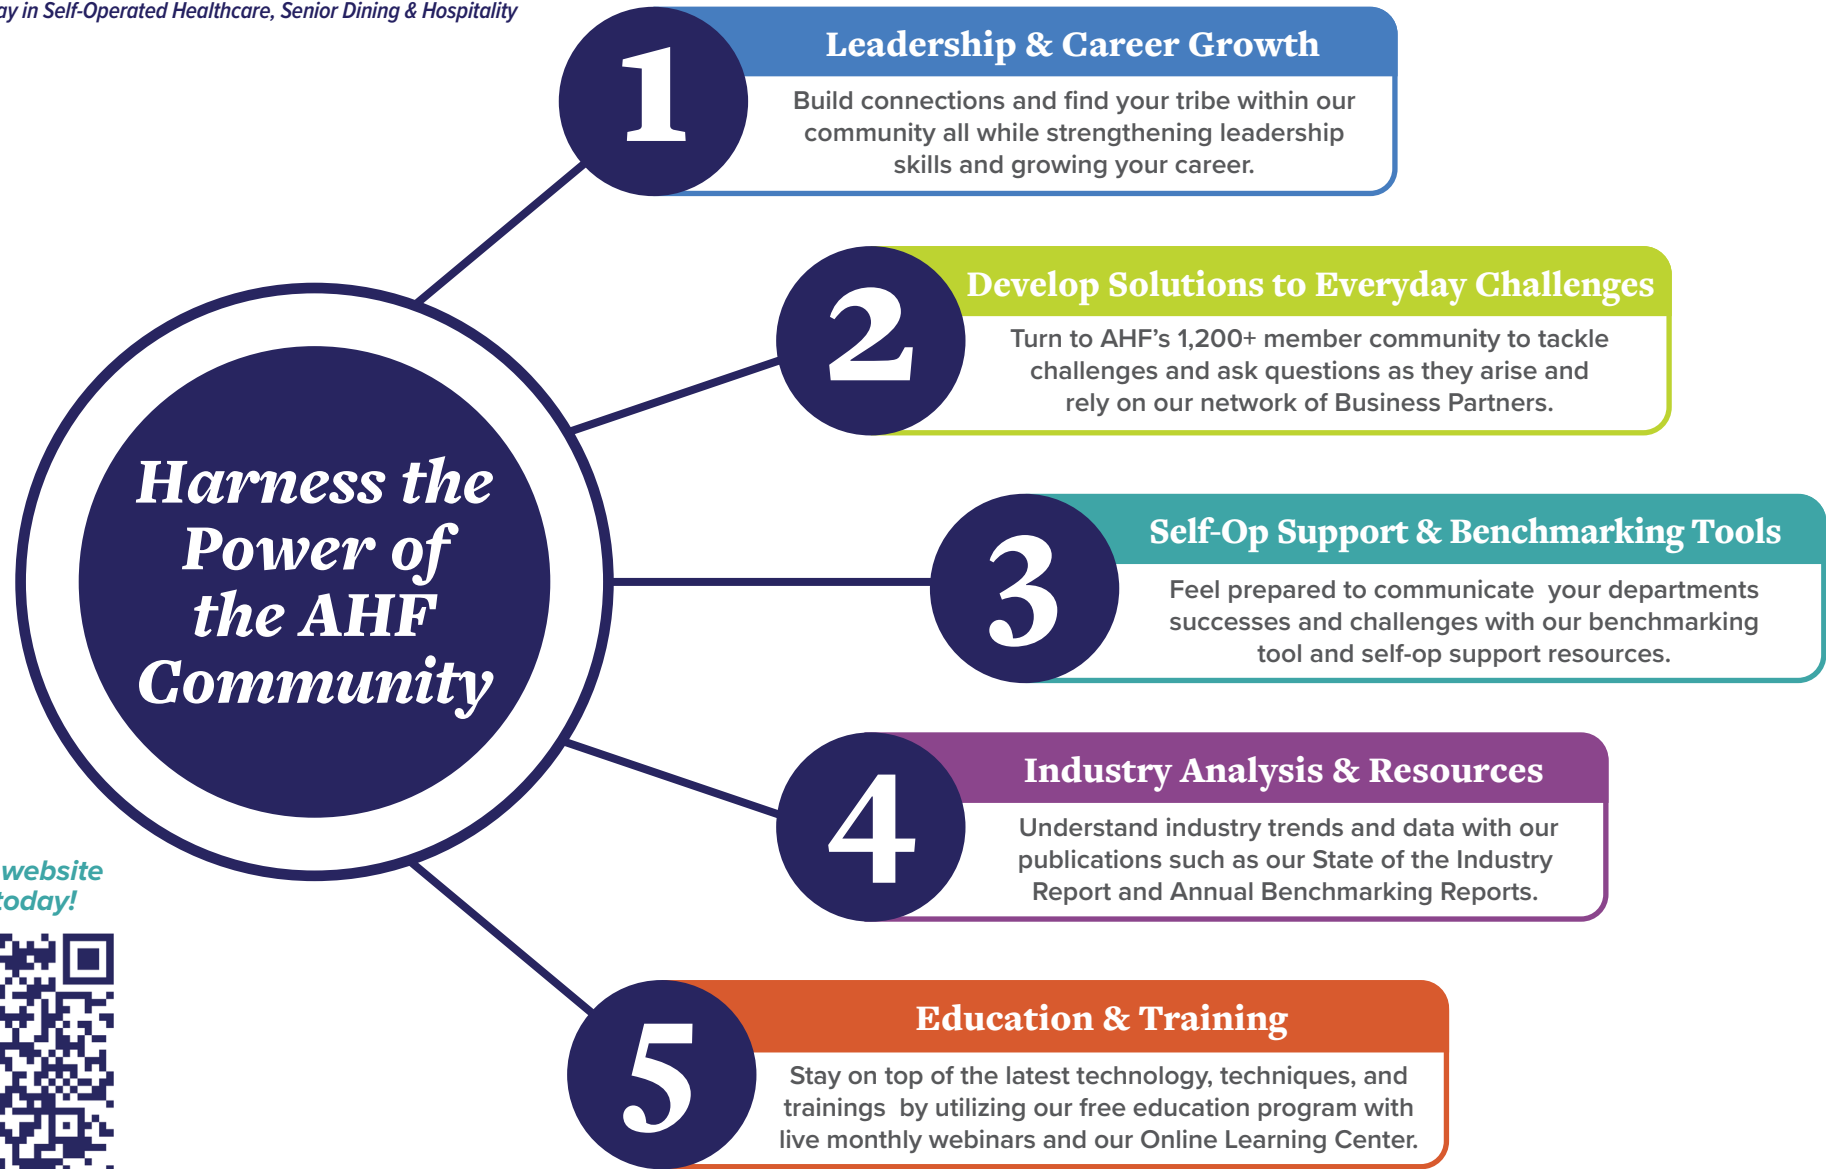 in Self-Operated Healthcare, Senior Dining & Hospitality
1
Leadership & Career Growth
Build connections and find your tribe within our
community all while strengthening leadership
skills and growing your career.
2
Develop Solutions to Everyday Challenges
Turn to AHF's 1,200+ member community to tackle
challenges and ask questions as they arise and
rely on our network of Business Partners.
Harness the
Power of
the AHF
Community
3
Self-Op Support & Benchmarking Tools
Feel prepared to communicate  your departments
successes and challenges with our benchmarking
tool and self-op support resources.
4
Industry Analysis & Resources
Understand industry trends and data with our
publications such as our State of the Industry
Report and Annual Benchmarking Reports.
website
today!
5
Education & Training
Stay on top of the latest technology, techniques, and
trainings  by utilizing our free education program with
live monthly webinars and our Online Learning Center.